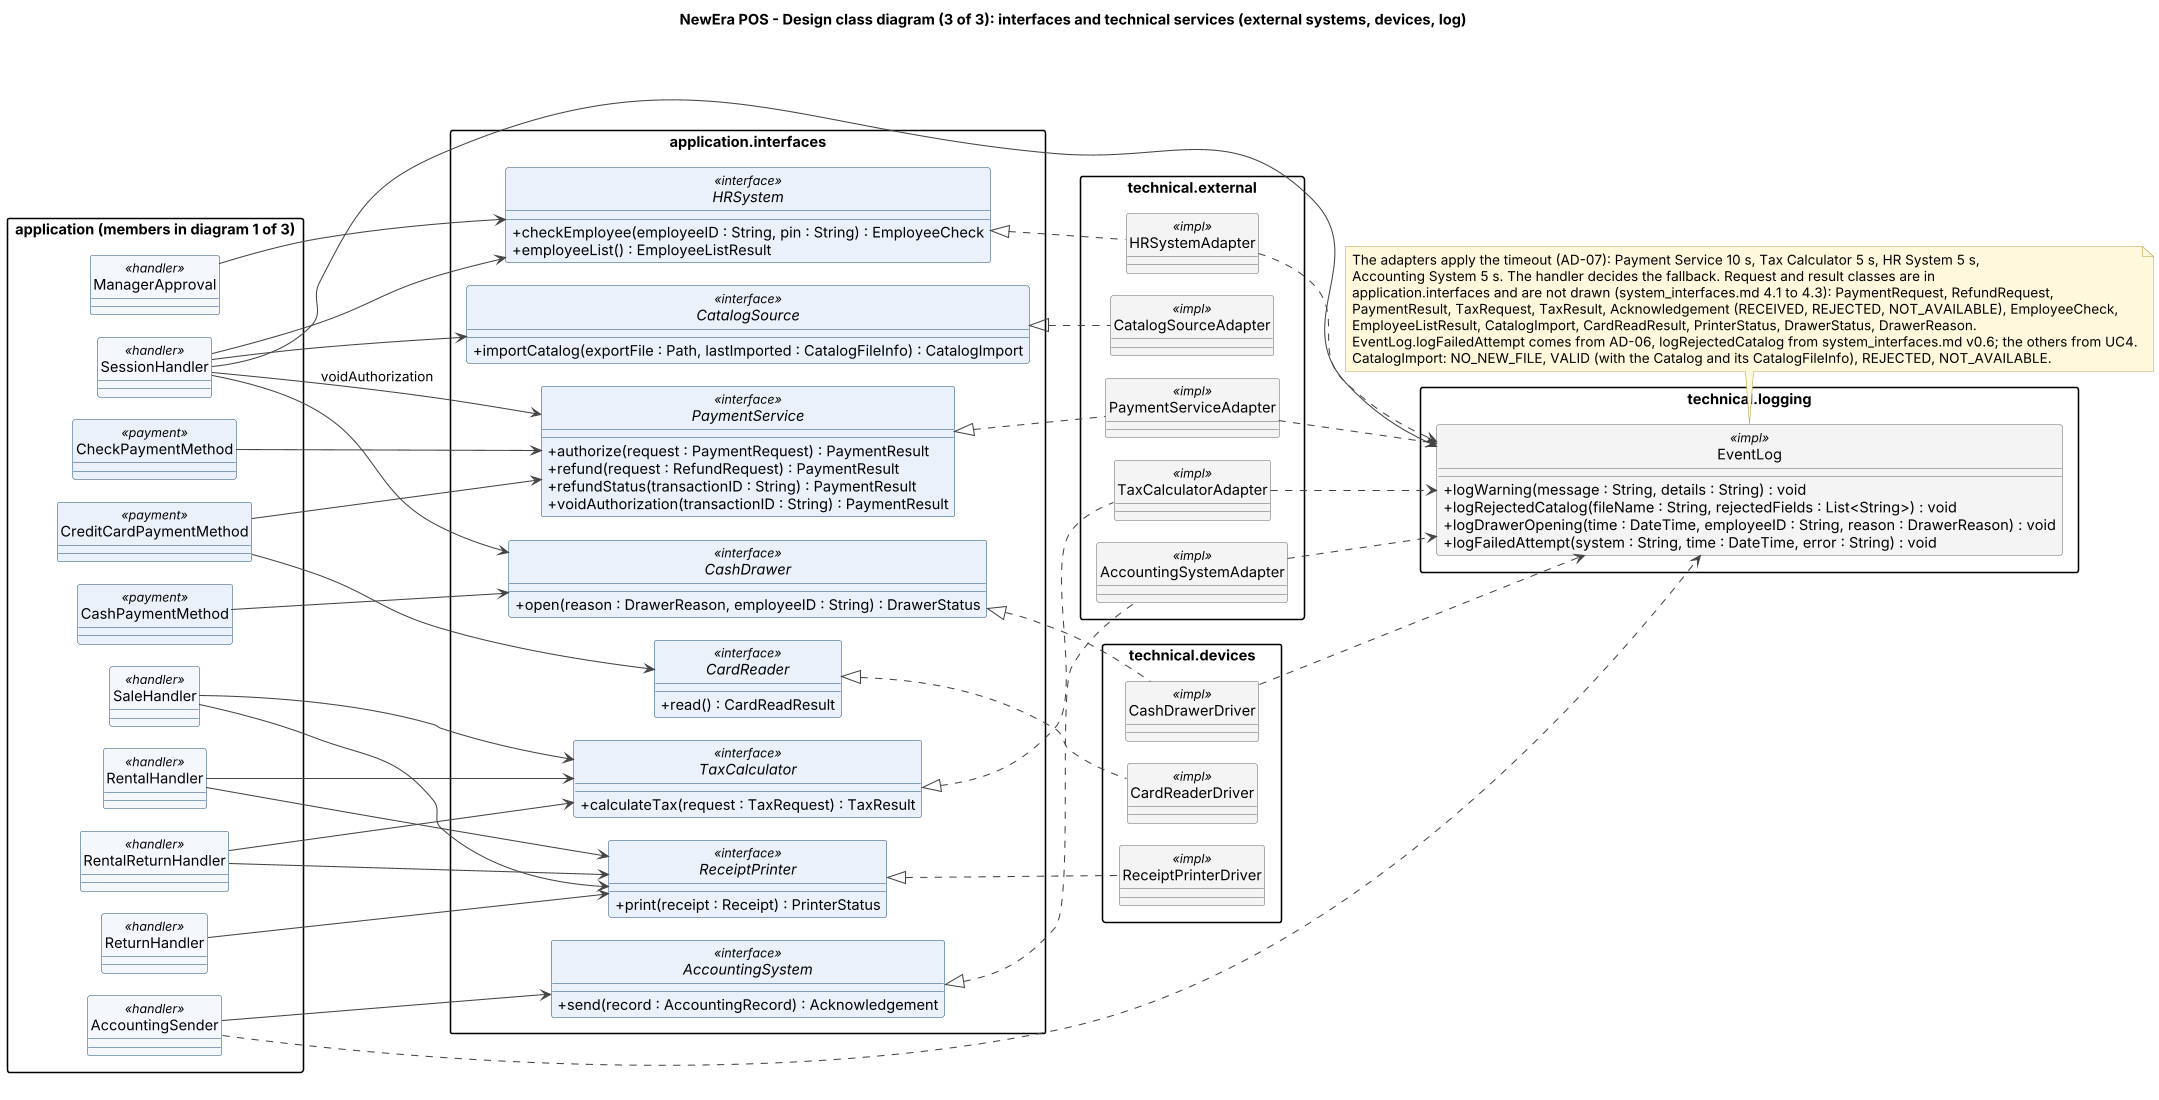 NewEra POS - Design class diagram (3 of 3): interfaces and technical services (external systems, devices, log)
application (members in diagram 1 of 3)
«handler»
ManagerApproval
«handler»
SessionHandler
«payment»
CheckPaymentMethod
«payment»
CreditCardPaymentMethod
«payment»
CashPaymentMethod
«handler»
SaleHandler
«handler»
RentalHandler
«handler»
RentalReturnHandler
«handler»
ReturnHandler
«handler»
AccountingSender
voidAuthorization
application.interfaces
«interface»
HRSystem
+checkEmployee(employeeID : String, pin : String) : EmployeeCheck
+employeeList() : EmployeeListResult
«interface»
CatalogSource
+importCatalog(exportFile : Path, lastImported : CatalogFileInfo) : CatalogImport
«interface»
PaymentService
+authorize(request : PaymentRequest) : PaymentResult
+refund(request : RefundRequest) : PaymentResult
+refundStatus(transactionID : String) : PaymentResult
+voidAuthorization(transactionID : String) : PaymentResult
«interface»
CashDrawer
+open(reason : DrawerReason, employeeID : String) : DrawerStatus
«interface»
CardReader
+read() : CardReadResult
«interface»
TaxCalculator
+calculateTax(request : TaxRequest) : TaxResult
«interface»
ReceiptPrinter
+print(receipt : Receipt) : PrinterStatus
«interface»
AccountingSystem
+send(record : AccountingRecord) : Acknowledgement
technical.external
«impl»
HRSystemAdapter
«impl»
CatalogSourceAdapter
«impl»
PaymentServiceAdapter
«impl»
TaxCalculatorAdapter
«impl»
AccountingSystemAdapter
technical.devices
«impl»
CashDrawerDriver
«impl»
CardReaderDriver
«impl»
ReceiptPrinterDriver
The adapters apply the timeout (AD-07): Payment Service 10 s, Tax Calculator 5 s, HR System 5 s,
Accounting System 5 s. The handler decides the fallback. Request and result classes are in
application.interfaces and are not drawn (system_interfaces.md 4.1 to 4.3): PaymentRequest, RefundRequest,
PaymentResult, TaxRequest, TaxResult, Acknowledgement (RECEIVED, REJECTED, NOT_AVAILABLE), EmployeeCheck,
EmployeeListResult, CatalogImport, CardReadResult, PrinterStatus, DrawerStatus, DrawerReason.
EventLog.logFailedAttempt comes from AD-06, logRejectedCatalog from system_interfaces.md v0.6; the others from UC4.
CatalogImport: NO_NEW_FILE, VALID (with the Catalog and its CatalogFileInfo), REJECTED, NOT_AVAILABLE.
technical.logging
«impl»
EventLog
+logWarning(message : String, details : String) : void
+logRejectedCatalog(fileName : String, rejectedFields : List<String>) : void
+logDrawerOpening(time : DateTime, employeeID : String, reason : DrawerReason) : void
+logFailedAttempt(system : String, time : DateTime, error : String) : void